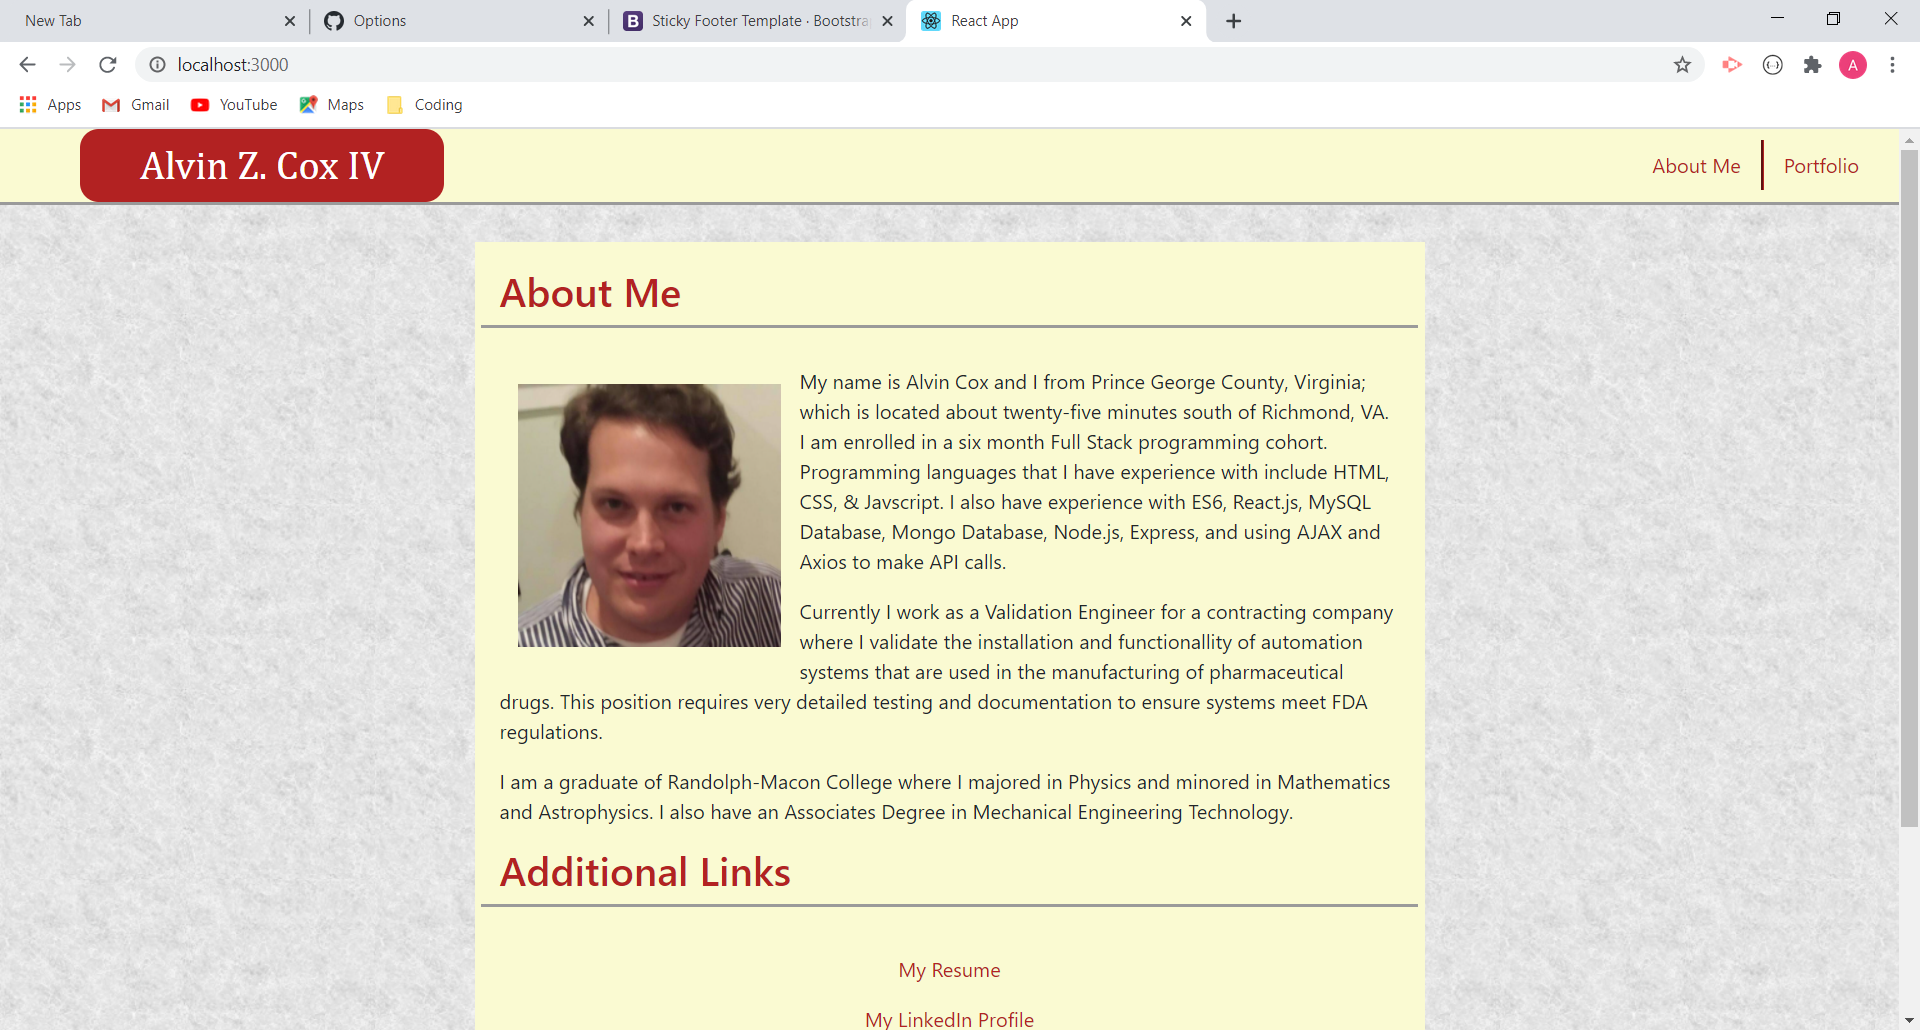 New Tab
Options
Sticky Footer Template · Bootstra
React App
localhost:3000
A
Apps
Gmail
YouTube
Maps
Coding
Alvin Z. Cox IV
About Me
Portfolio
About Me
My name is Alvin Cox and I from Prince George County, Virginia;
which is located about twenty-five minutes south of Richmond, VA.
I am enrolled in a six month Full Stack programming cohort.
Programming languages that I have experience with include HTML,
CSS, & Javscript. I also have experience with ES6, React.js, MySQL
Database, Mongo Database, Node.js, Express, and using AJAX and
Axios to make API calls.
Currently I work as a Validation Engineer for a contracting company
where I validate the installation and functionallity of automation
systems that are used in the manufacturing of pharmaceutical
drugs. This position requires very detailed testing and documentation to ensure systems meet FDA
regulations.
I am a graduate of Randolph-Macon College where I majored in Physics and minored in Mathematics
and Astrophysics. I also have an Associates Degree in Mechanical Engineering Technology.
Additional Links
My Resume
My LinkedIn Profile